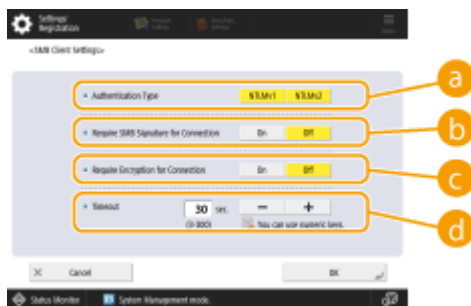 Settings/
Registration
Menu
<SMB Client Settings>
Authentication Type
NTLMv1
NTLMv2
a
Require SMB Signature for Connection
On
Off
b
Require Encryption for Connection
On
Off
c
Timeout
30 sec.
− +
(1-300)
You can use numeric keys.
d
Cancel
OK
Status Monitor
System Management mode.